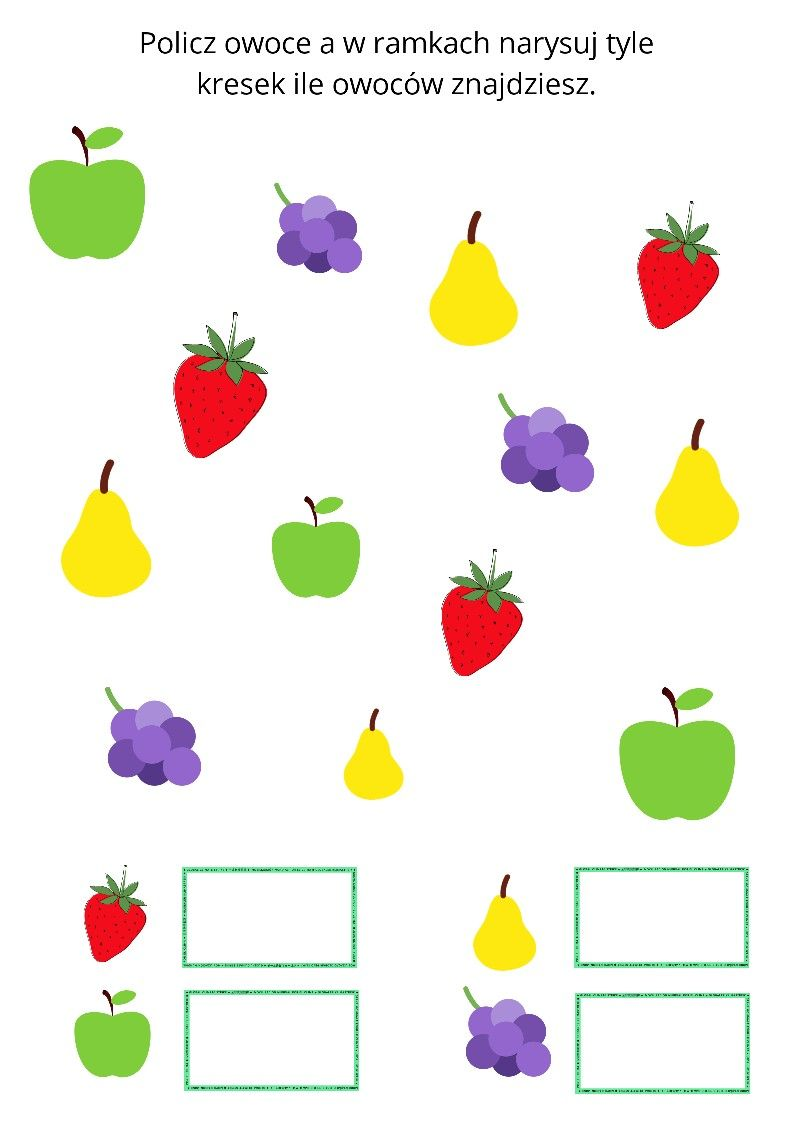 Policz owoce a w ramkach narysuj tyle
kresek ile owoców znajdziesz.